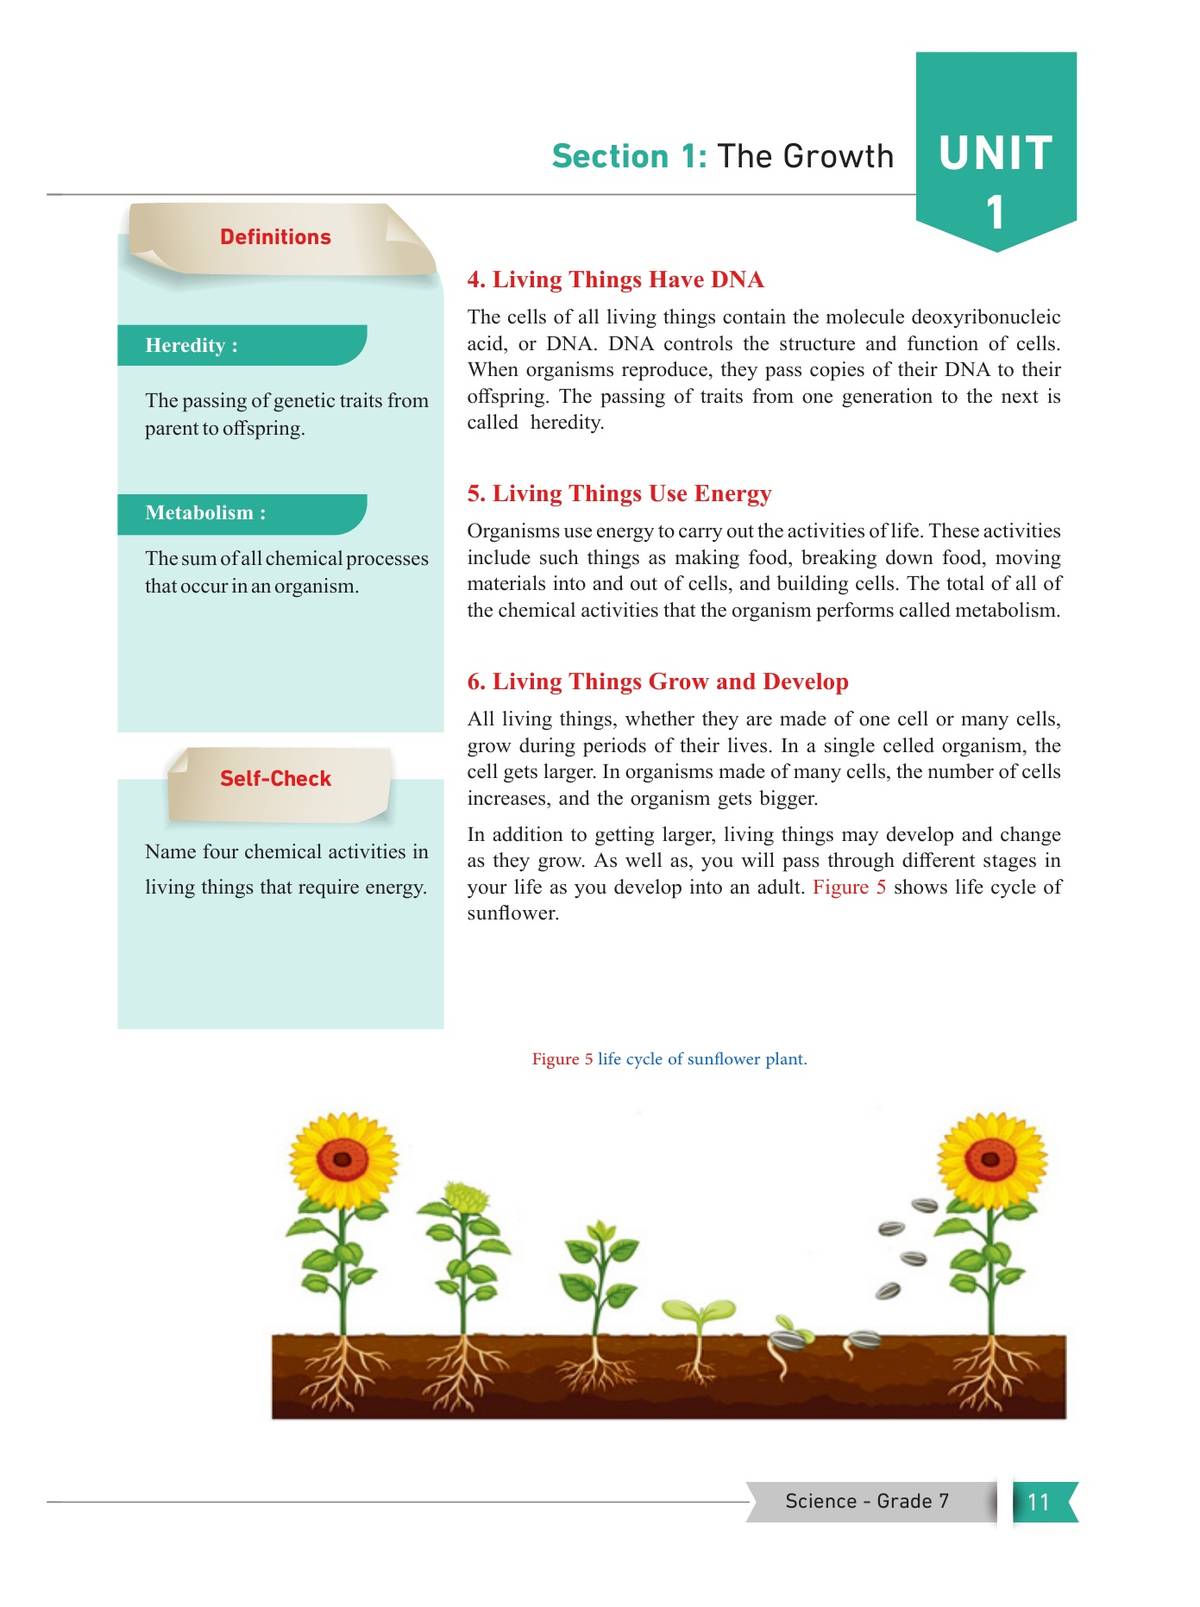 Section 1: The Growth
UNIT
1
Definitions
Heredity :
The passing of genetic traits from
parent to offspring.
Metabolism :
The sum of all chemical processes
that occur in an organism.
Self-Check
Name four chemical activities in
living things that require energy.
4. Living Things Have DNA
The cells of all living things contain the molecule deoxyribonucleic
acid, or DNA. DNA controls the structure and function of cells.
When organisms reproduce, they pass copies of their DNA to their
offspring. The passing of traits from one generation to the next is
called heredity.
5. Living Things Use Energy
Organisms use energy to carry out the activities of life. These activities
include such things as making food, breaking down food, moving
materials into and out of cells, and building cells. The total of all of
the chemical activities that the organism performs called metabolism.
6. Living Things Grow and Develop
All living things, whether they are made of one cell or many cells,
grow during periods of their lives. In a single celled organism, the
cell gets larger. In organisms made of many cells, the number of cells
increases, and the organism gets bigger.
In addition to getting larger, living things may develop and change
as they grow. As well as, you will pass through different stages in
your life as you develop into an adult. Figure 5 shows life cycle of
sunflower.
Figure 5 life cycle of sunflower plant.
Science - Grade 7
11